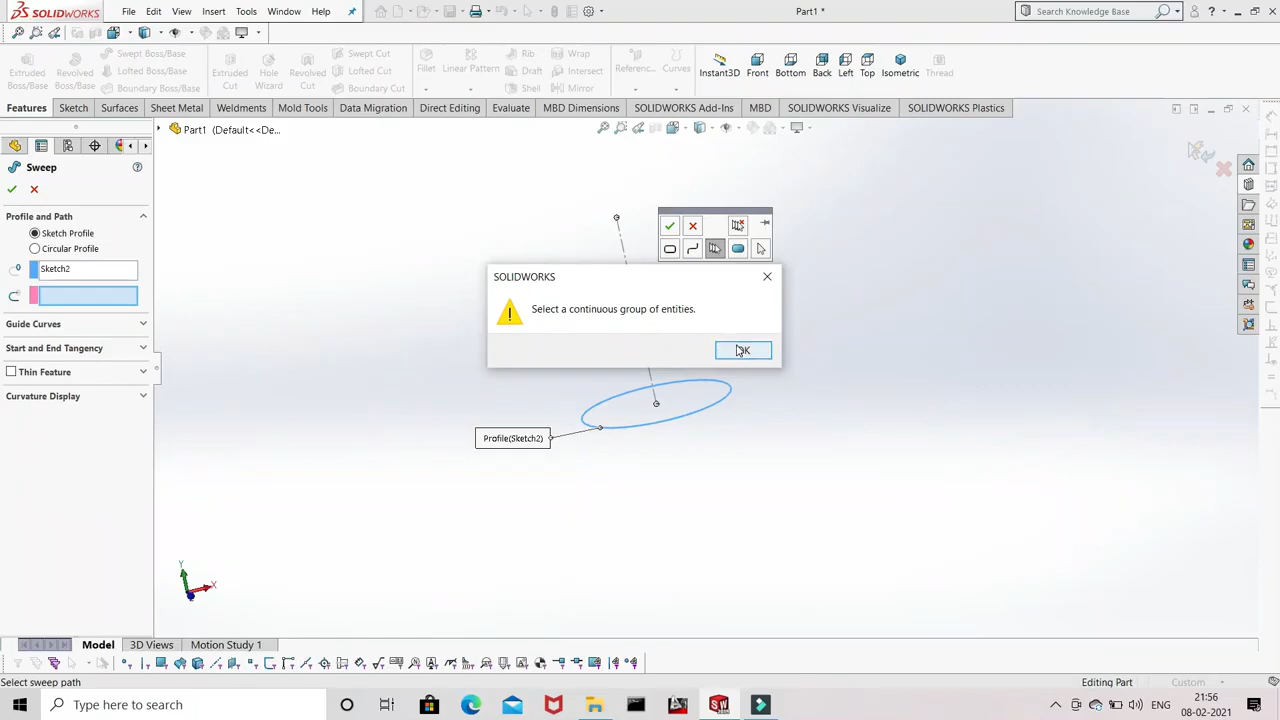 SOLIDWORKS
File Edit View Insert Tools Window Help
Part1 *
Search Knowledge Base
Extruded Boss/Base
Revolved Boss/Base
Swept Boss/Base
Lofted Boss/Base
Boundary Boss/Base
Extruded Cut
Hole Wizard
Revolved Cut
Swept Cut
Lofted Cut
Boundary Cut
Fillet
Linear Pattern
Rib
Draft
Shell
Wrap
Intersect
Mirror
Referenc...
Curves
Instant3D
Front
Bottom
Back
Left
Top
Isometric
Thread
Features Sketch Surfaces Sheet Metal Weldments Mold Tools Data Migration Direct Editing Evaluate MBD Dimensions SOLIDWORKS Add-Ins MBD SOLIDWORKS Visualize SOLIDWORKS Plastics
Part1 (Default<<De...
Sweep
Profile and Path
Sketch Profile
Circular Profile
Sketch2
Guide Curves
Start and End Tangency
Thin Feature
Curvature Display
SOLIDWORKS
Select a continuous group of entities.
OK
Profile(Sketch2)
Y
X
Model 3D Views Motion Study 1
Select sweep path
Editing Part
Custom
Type here to search
ENG
21:56
08-02-2021